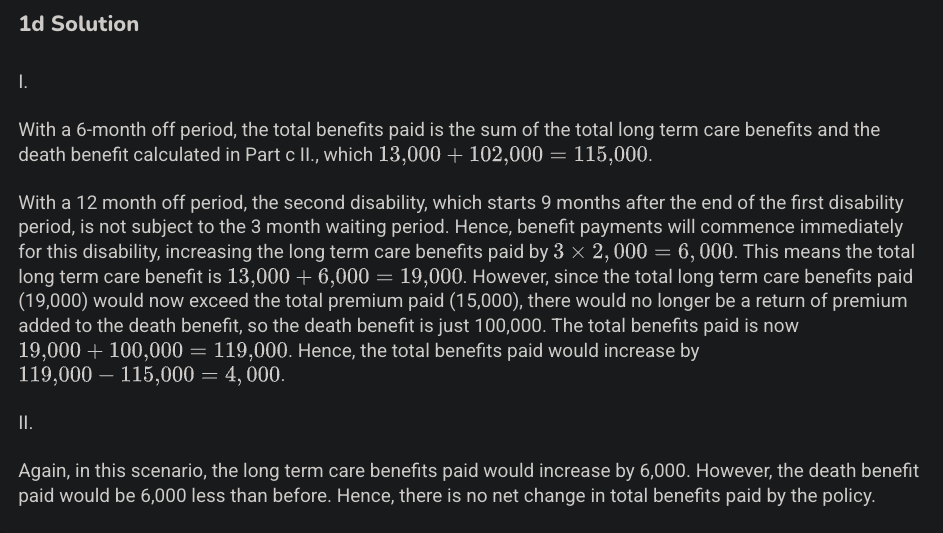 1d Solution
I.
With a 6-month off period, the total benefits paid is the sum of the total long term care benefits and the
death benefit calculated in Part c II., which 13,000 + 102,000 = 115,000.
With a 12 month off period, the second disability, which starts 9 months after the end of the first disability
period, is not subject to the 3 month waiting period. Hence, benefit payments will commence immediately
for this disability, increasing the long term care benefits paid by 3 × 2, 000 = 6, 000. This means the total
long term care benefit is 13,000 + 6,000 = 19,000. However, since the total long term care benefits paid
(19,000) would now exceed the total premium paid (15,000), there would no longer be a return of premium
added to the death benefit, so the death benefit is just 100,000. The total benefits paid is now
19,000 + 100,000 = 119,000. Hence, the total benefits paid would increase by
119,000 − 115,000 = 4, 000.
II.
Again, in this scenario, the long term care benefits paid would increase by 6,000. However, the death benefit
paid would be 6,000 less than before. Hence, there is no net change in total benefits paid by the policy.